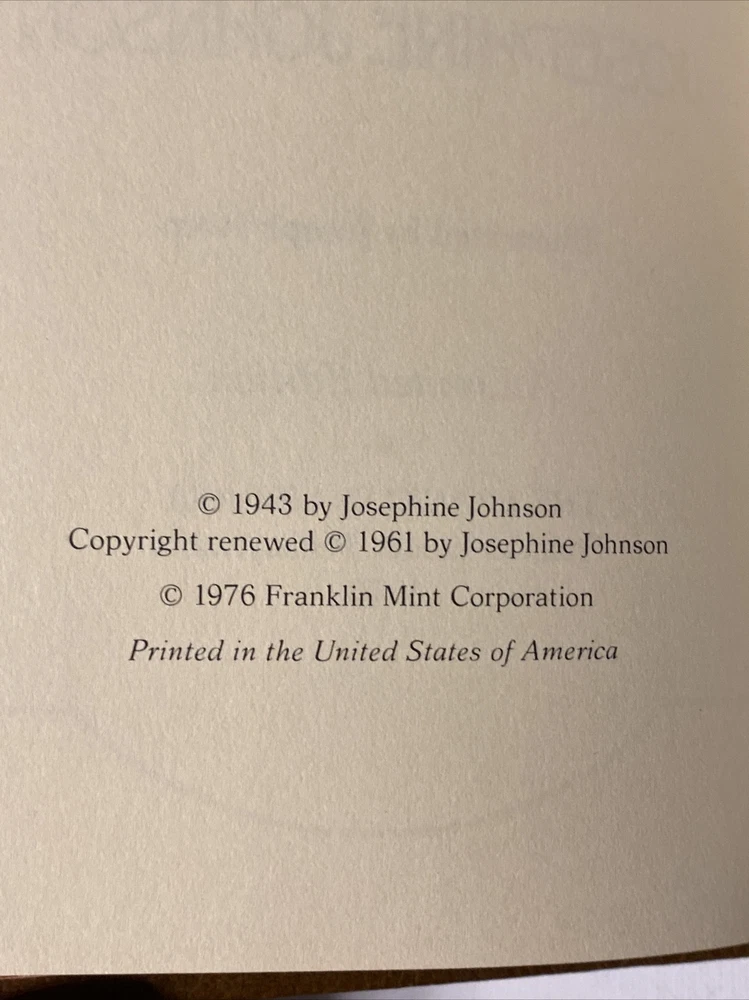 © 1943 by Josephine Johnson
Copyright renewed © 1961 by Josephine Johnson
© 1976 Franklin Mint Corporation
Printed in the United States of America